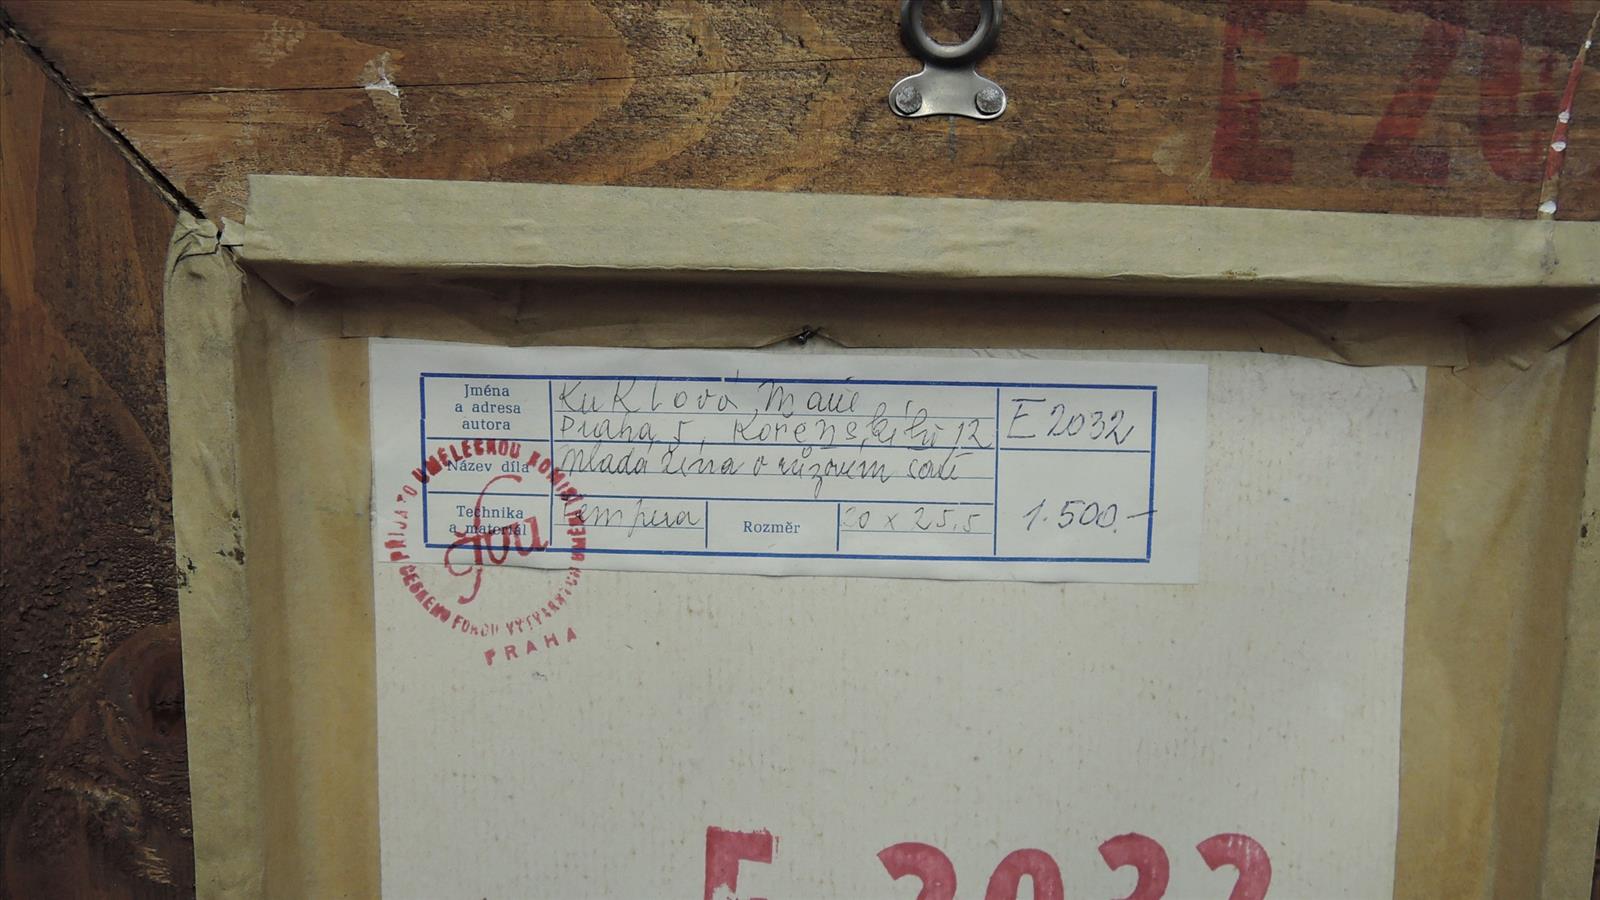 E 20
Jména
a adresa
autora
Kuklová Marie
E 2032
Praha 5, Kořenského 12
Název díla
Mladá žena v růžovém
Technika
a materiál
Tempera
Rozměr
20 x 25,5
1.500,-
PŘIJATO UMĚLECKOU KOMISÍ
ČESKÉHO FONDU VÝTVARNÝCH UMĚNÍ
PRAHA
E 2032